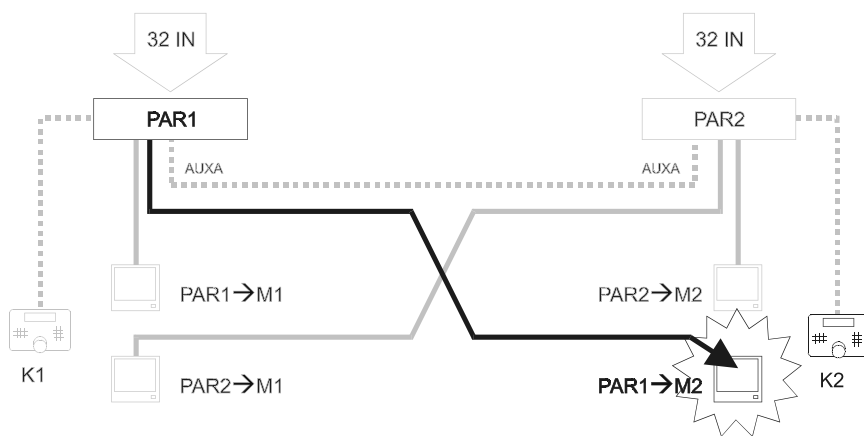 32 IN
32 IN
PAR1
PAR2
AUXA
AUXA
PAR1→M1
PAR2→M2
K1
PAR2→M1
PAR1→M2
K2